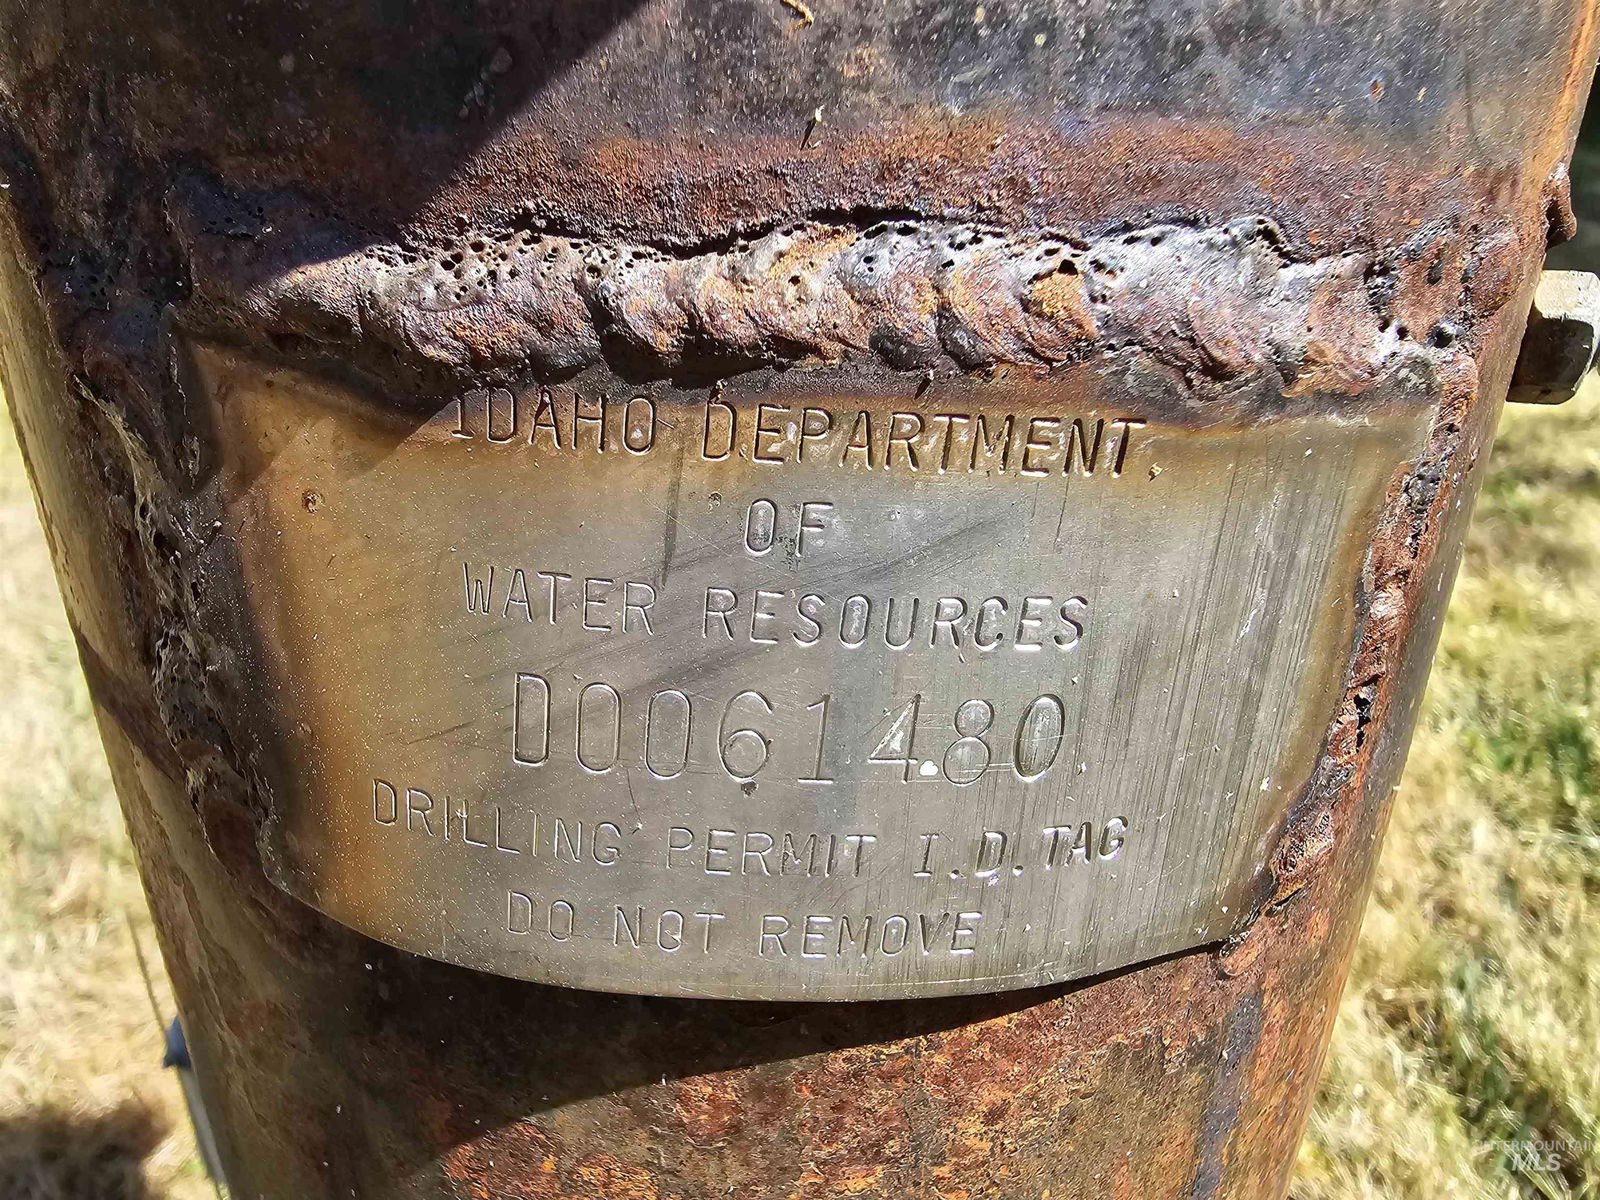 IDAHO DEPARTMENT
OF
WATER RESOURCES
D0061480
DRILLING PERMIT I.D. TAG
DO NOT REMOVE
INTERMOUNTAIN
MLS